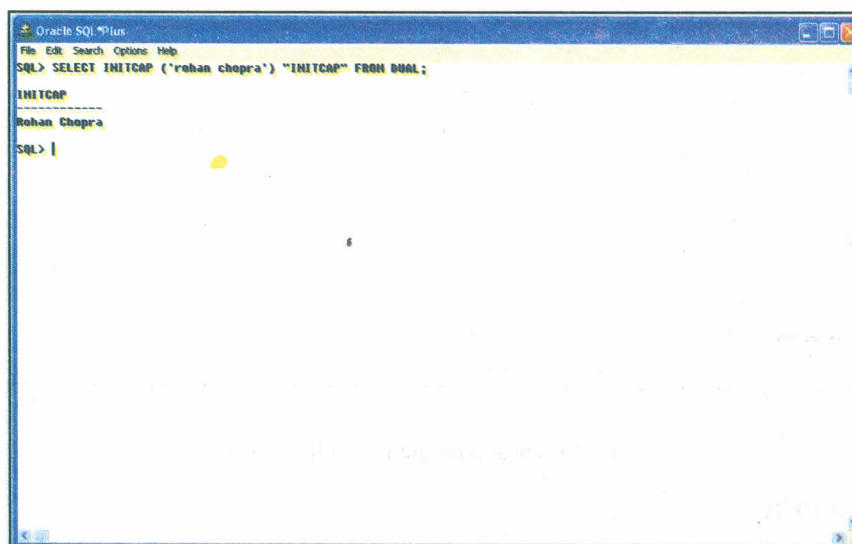 Oracle SQL*Plus
File Edit Search Options Help
SQL> SELECT INITCAP ('rohan chopra') "INITCAP" FROM DUAL;
INITCAP
------------
Rohan Chopra
SQL>